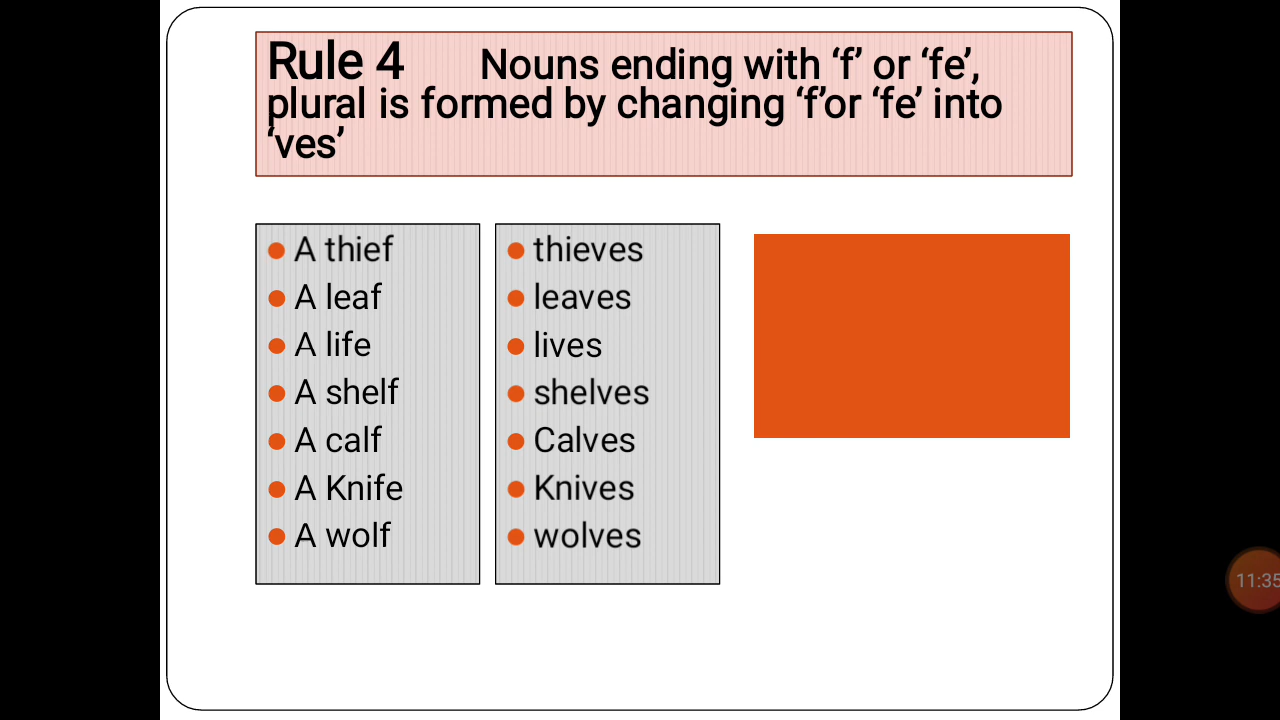 Rule 4 Nouns ending with ‘f’ or ‘fe’,
plural is formed by changing ‘f’or ‘fe’ into
‘ves’
A thief
A leaf
A life
A shelf
A calf
A Knife
A wolf
thieves
leaves
lives
shelves
Calves
Knives
wolves
11:35